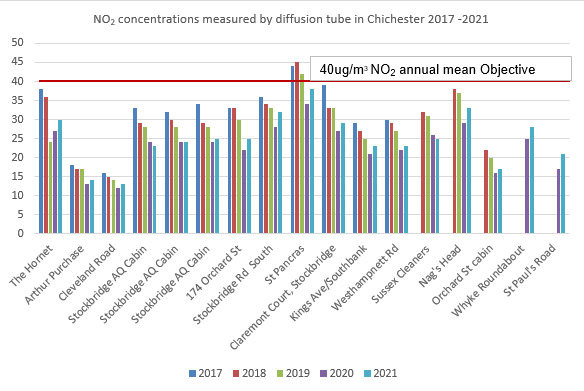 NO₂ concentrations measured by diffusion tube in Chichester 2017 -2021
50
45
40
35
30
25
20
15
10
5
0
40ug/m³ NO₂ annual mean Objective
The Hornet
Arthur Purchase
Cleveland Road
Stockbridge AQ Cabin
Stockbridge AQ Cabin
Stockbridge AQ Cabin
174 Orchard St
Stockbridge Rd South
St Pancras
Claremont Court, Stockbridge
Kings Ave/Southbank
Westhampnett Rd
Sussex Cleaners
Nag's Head
Orchard St cabin
Whyke Roundabout
St Paul's Road
2017 2018 2019 2020 2021